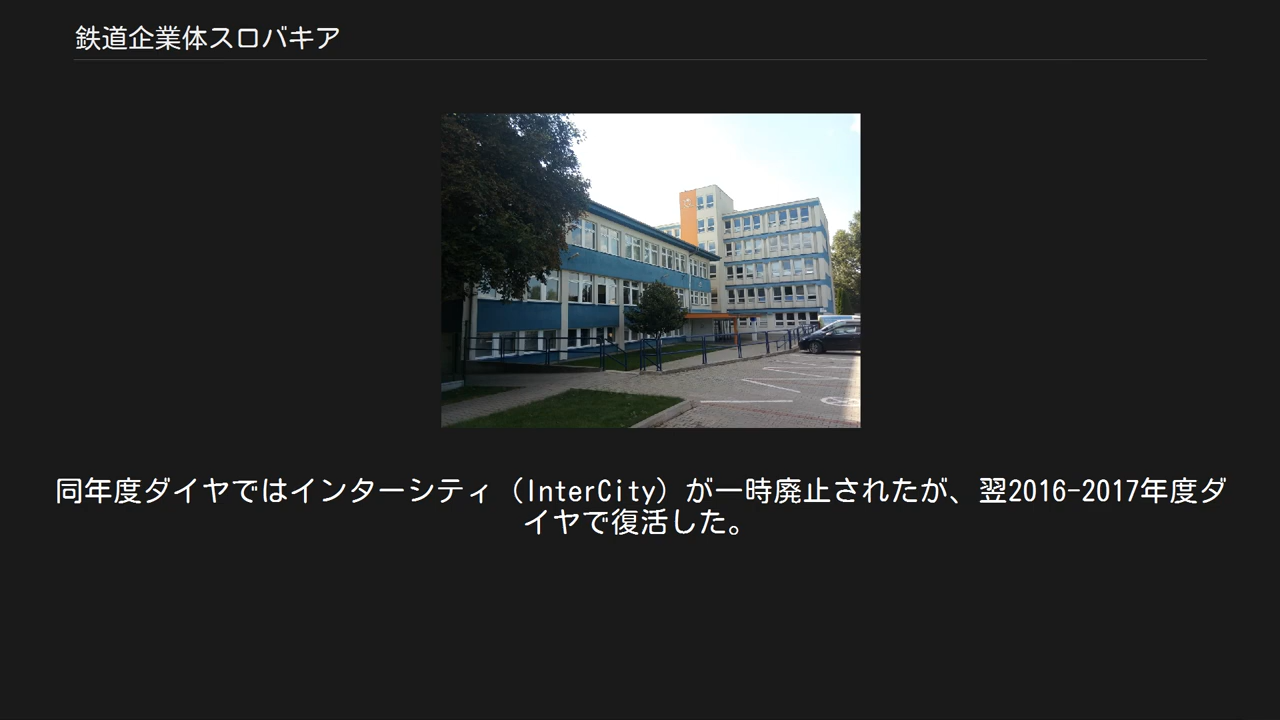 鉄道企業体スロバキア
同年度ダイヤではインターシティ（InterCity）が一時廃止されたが、翌2016-2017年度ダ
イヤで復活した。